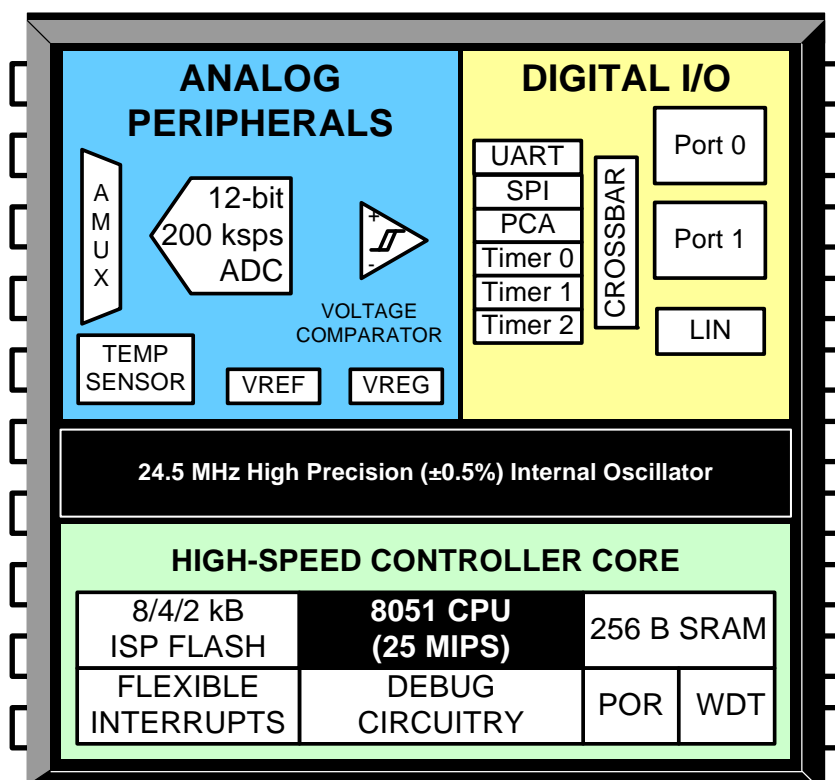 ANALOG
PERIPHERALS
A
M
U
X
12-bit
200 ksps
ADC
+
-
VOLTAGE
COMPARATOR
TEMP
SENSOR
VREF
VREG
DIGITAL I/O
UART
SPI
PCA
Timer 0
Timer 1
Timer 2
CROSSBAR
Port 0
Port 1
LIN
24.5 MHz High Precision (±0.5%) Internal Oscillator
HIGH-SPEED CONTROLLER CORE
8/4/2 kB
ISP FLASH
8051 CPU
(25 MIPS)
256 B SRAM
FLEXIBLE
INTERRUPTS
DEBUG
CIRCUITRY
POR
WDT